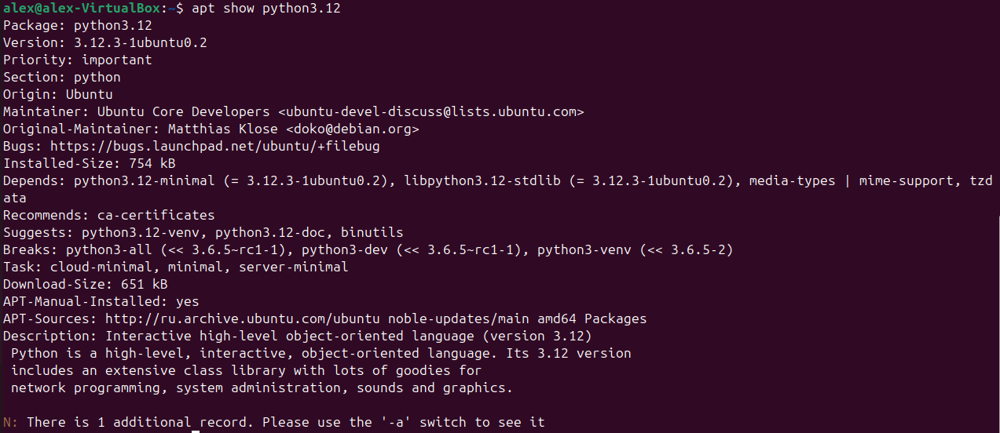 alex@alex-VirtualBox:~$ apt show python3.12
Package: python3.12
Version: 3.12.3-1ubuntu0.2
Priority: important
Section: python
Origin: Ubuntu
Maintainer: Ubuntu Core Developers <ubuntu-devel-discuss@lists.ubuntu.com>
Original-Maintainer: Matthias Klose <doko@debian.org>
Bugs: https://bugs.launchpad.net/ubuntu/+filebug
Installed-Size: 754 kB
Depends: python3.12-minimal (= 3.12.3-1ubuntu0.2), libpython3.12-stdlib (= 3.12.3-1ubuntu0.2), media-types | mime-support, tzd
ata
Recommends: ca-certificates
Suggests: python3.12-venv, python3.12-doc, binutils
Breaks: python3-all (<< 3.6.5~rc1-1), python3-dev (<< 3.6.5~rc1-1), python3-venv (<< 3.6.5-2)
Task: cloud-minimal, minimal, server-minimal
Download-Size: 651 kB
APT-Manual-Installed: yes
APT-Sources: http://ru.archive.ubuntu.com/ubuntu noble-updates/main amd64 Packages
Description: Interactive high-level object-oriented language (version 3.12)
 Python is a high-level, interactive, object-oriented language. Its 3.12 version
 includes an extensive class library with lots of goodies for
 network programming, system administration, sounds and graphics.

N: There is 1 additional record. Please use the '-a' switch to see it